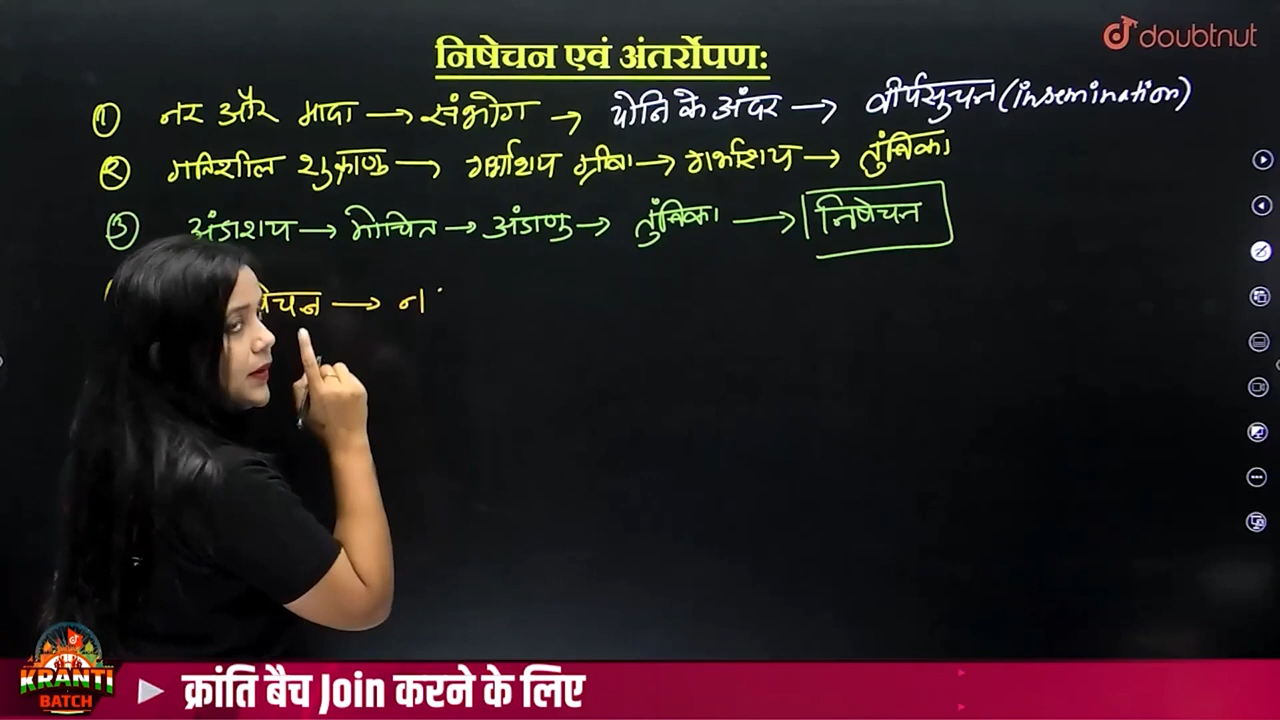 doubtnut
निषेचन एवं अंतर्रोपण:
① नर और मादा → संभोग → योनि के अंदर → वीर्यसुचन (insemination)
② गतिशील शुक्राणु → गर्भाशय ग्रीवा → गर्भाशय → तुंबिका
③ अंडाशय → मोचित → अंडाणु → तुंबिका → निषेचन
षेचन →
KRANTI
BATCH
क्रांति बैच Join करने के लिए